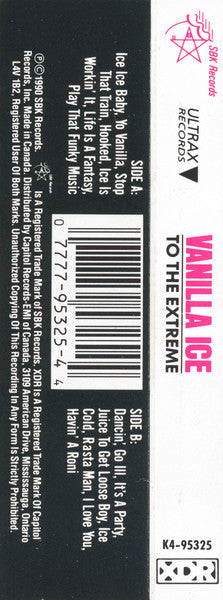 SBK Records
ULTRAX
RECORDS
VANILLA ICE
TO THE EXTREME
K4-95325
XDR
SIDE A:
Ice Ice Baby, Yo Vanilla, Stop
That Train, Hooked, Ice Is
Workin' It, Life Is A Fantasy,
Play That Funky Music
0 7777-95325-4 4
SIDE B:
Dancin', Go Ill, It's A Party,
Juice To Get Loose Boy, Ice
Cold, Rasta Man, I Love You,
Havin' A Roni
℗©1990 SBK Records. Is A Registered Trade Mark of SBK Records. XDR Is A Registered Trade Mark of Capitol
Records, Inc. Made in Canada. Distributed by Capitol Records-EMI of Canada, 3109 American Drive, Mississauga, Ontario
L4V 1B2, Registered User Of Both Marks. Unauthorized Copying Of This Recording In Any Form Is Strictly Prohibited.